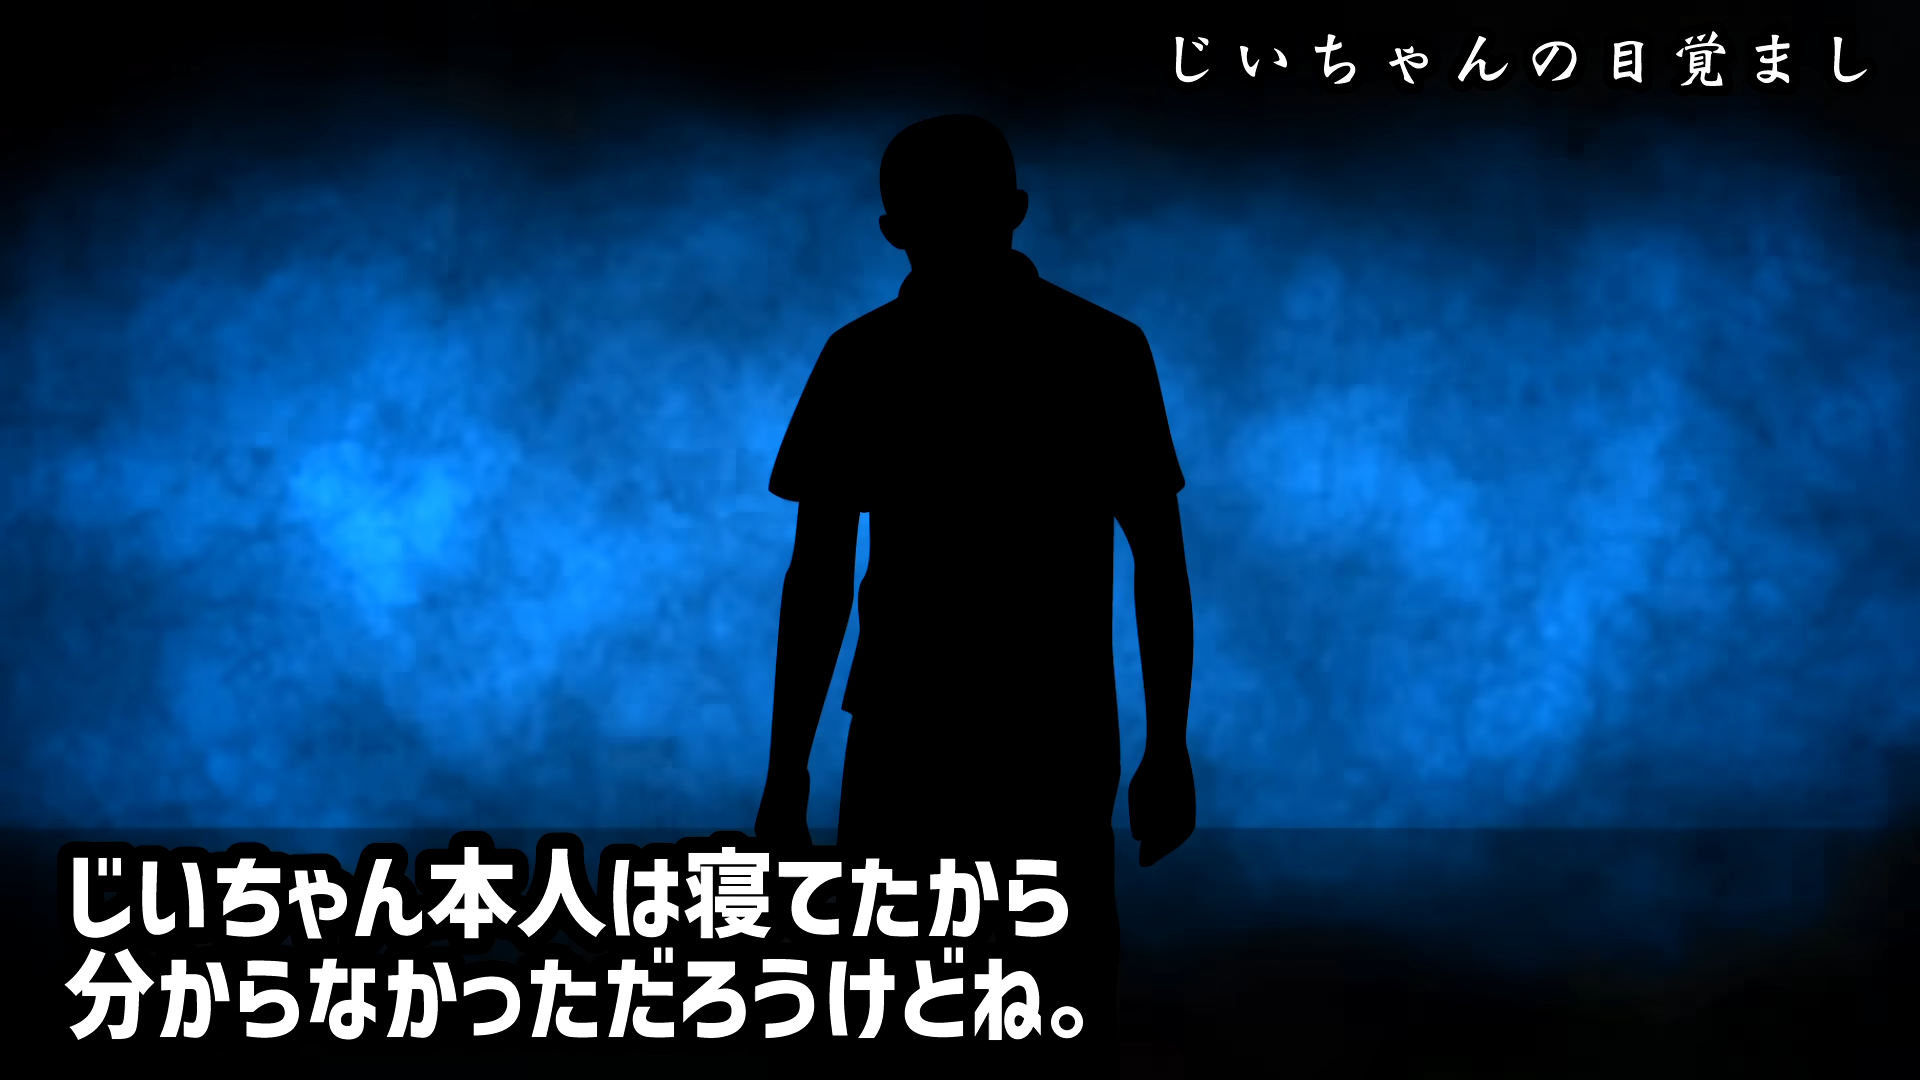 じいちゃんの目覚まし
じいちゃん本人は寝てたから
分からなかっただろうけどね。